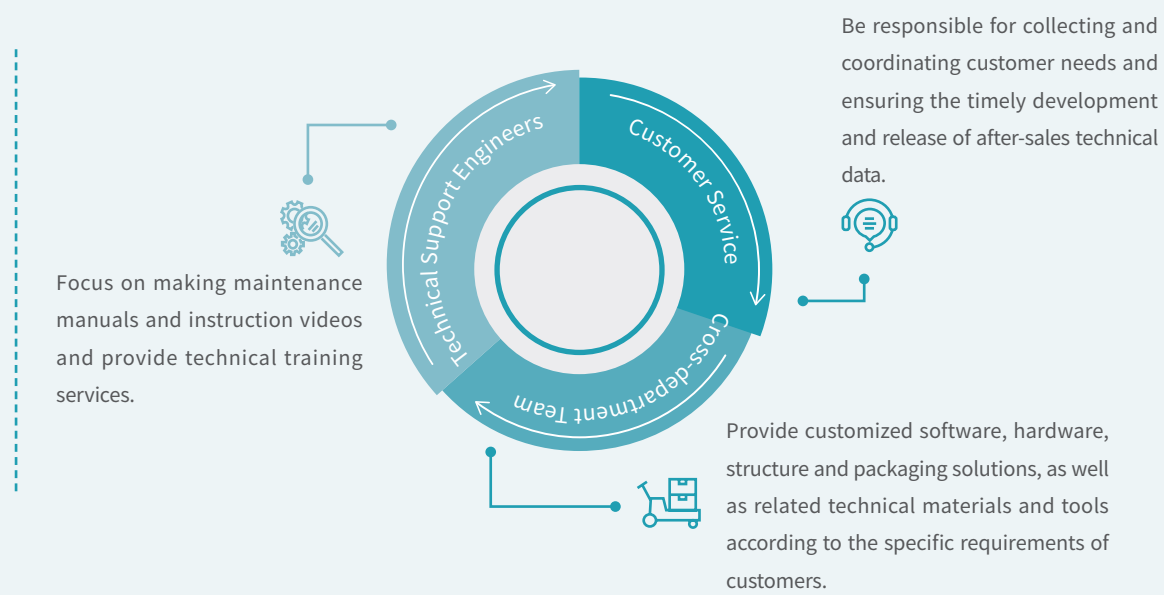 Be responsible for collecting and
coordinating customer needs and
ensuring the timely development
and release of after-sales technical
data.
Technical Support Engineers
Customer Service
Cross-department Team
Focus on making maintenance
manuals and instruction videos
and provide technical training
services.
Provide customized software, hardware,
structure and packaging solutions, as well
as related technical materials and tools
according to the specific requirements of
customers.